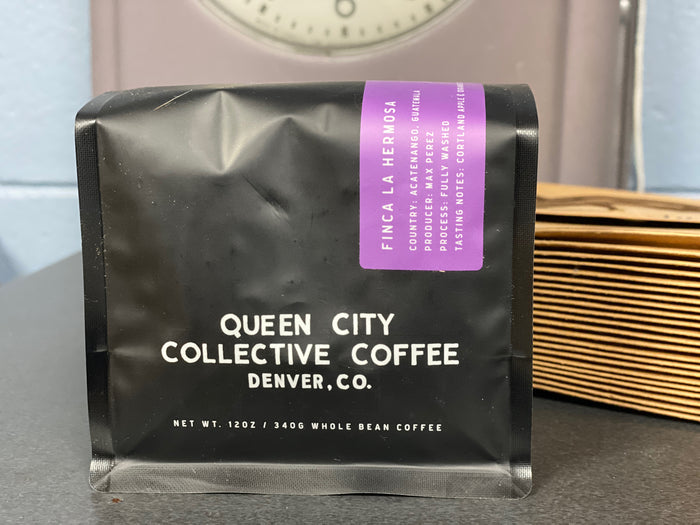 FINCA LA HERMOSA
COUNTRY: ACATENANGO, GUATEMALA
PRODUCER: MAX PEREZ
PROCESS: FULLY WASHED
TASTING NOTES: CORTLAND APPLE
QUEEN CITY
COLLECTIVE COFFEE
DENVER, CO.
NET WT. 12OZ / 340G WHOLE BEAN COFFEE